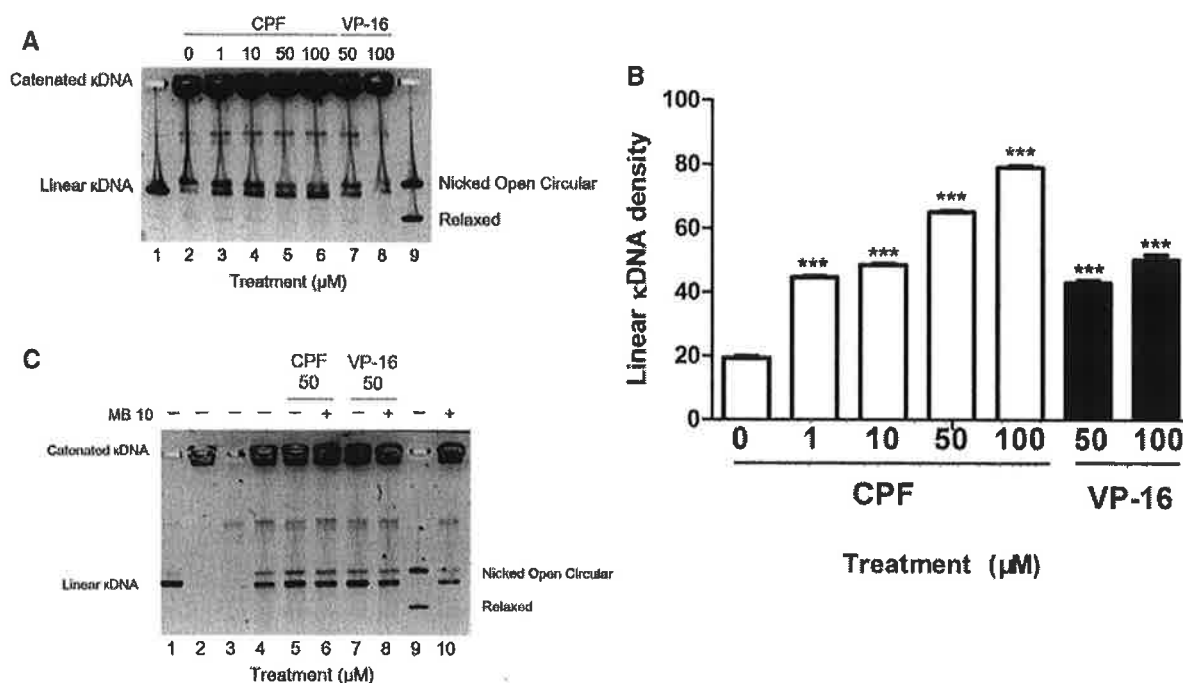 A
CPF VP-16
0 1 10 50 100 50 100
Catenated κDNA
Linear κDNA
Nicked Open Circular
Relaxed
1 2 3 4 5 6 7 8 9
Treatment (µM)
B
Linear κDNA density
100
80
60
40
20
0
*** *** *** *** *** ***
0 1 10 50 100 50 100
CPF VP-16
Treatment (µM)
C
CPF VP-16
50 50
MB 10
− − − − − + − + − +
Catenated κDNA
Linear κDNA
Nicked Open Circular
Relaxed
1 2 3 4 5 6 7 8 9 10
Treatment (µM)